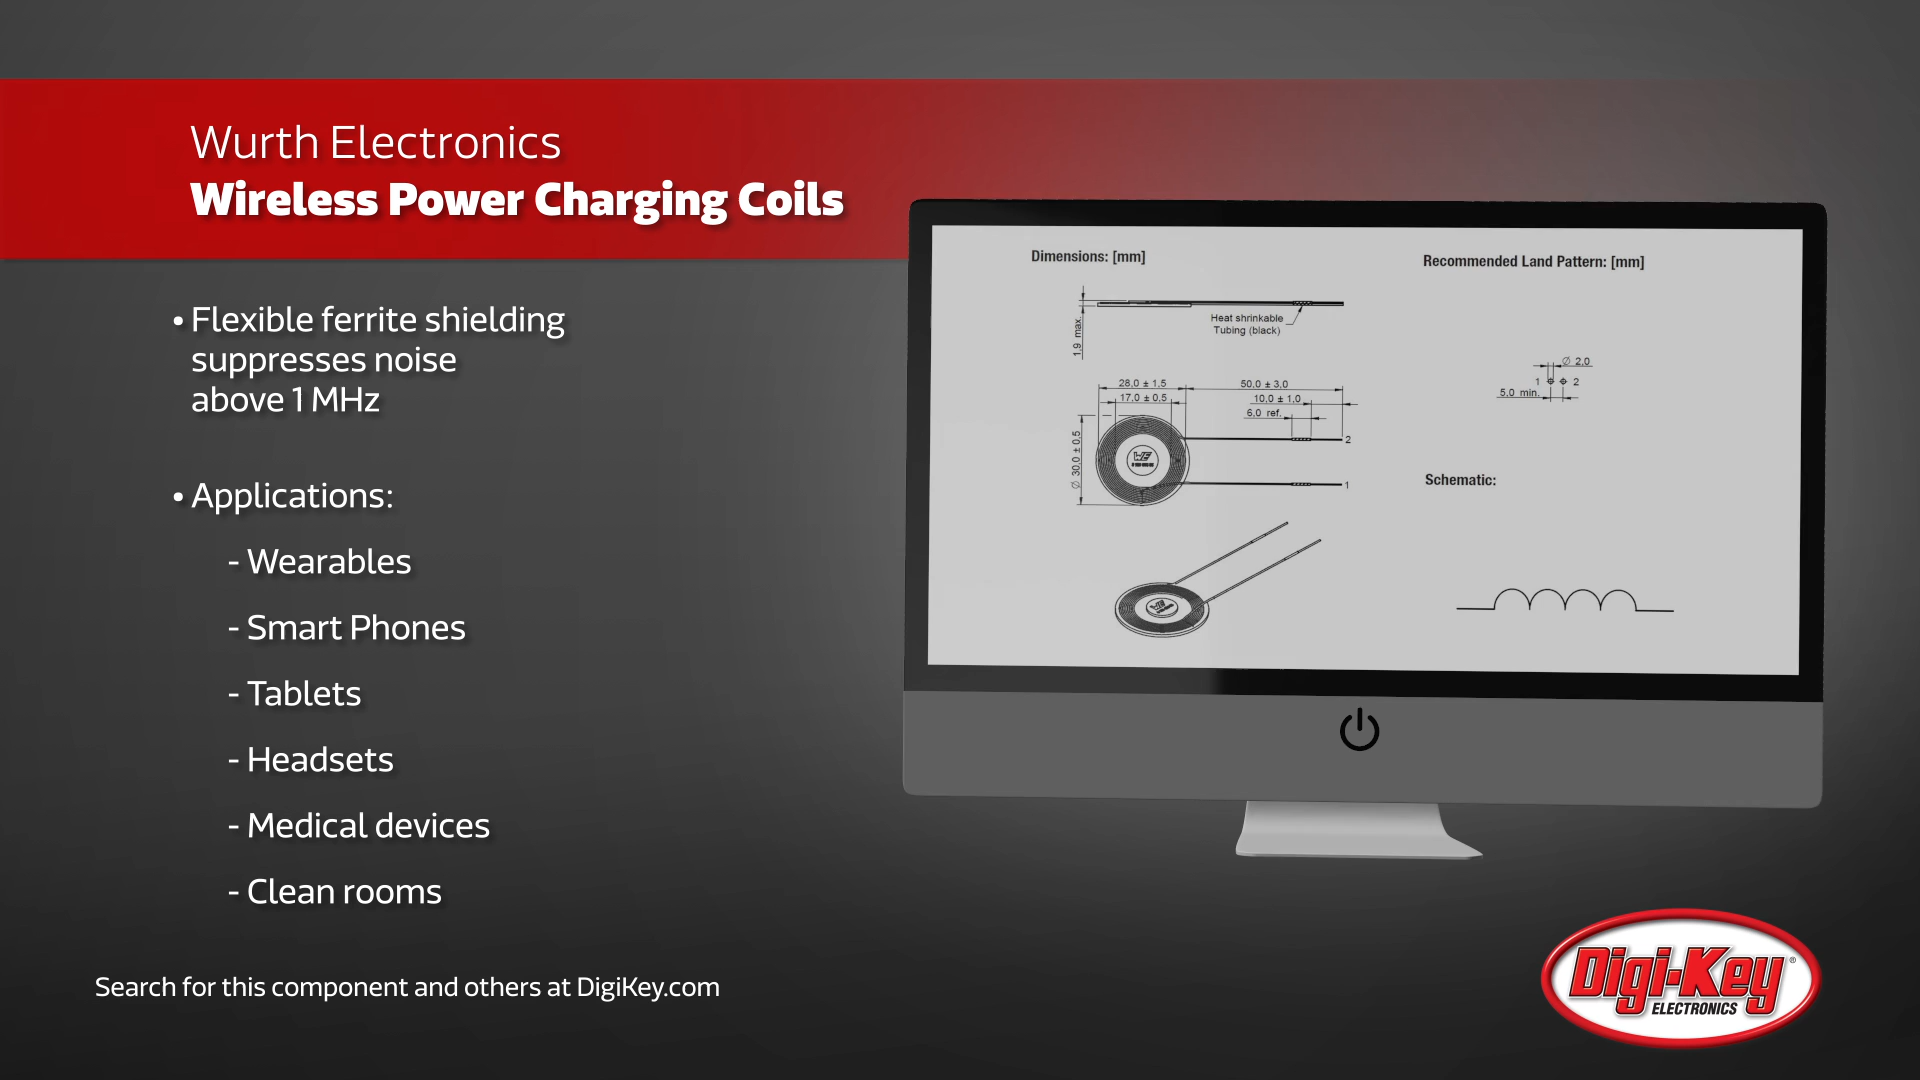 Wurth Electronics
Wireless Power Charging Coils
• Flexible ferrite shielding
suppresses noise
above 1 MHz
• Applications:
- Wearables
- Smart Phones
- Tablets
- Headsets
- Medical devices
- Clean rooms
Search for this component and others at DigiKey.com
Dimensions: [mm]
1,9 max.
Heat shrinkable
Tubing (black)
28,0 ± 1,5
50,0 ± 3,0
17,0 ± 0,5
10,0 ± 1,0
6,0 ref.
Ø 30,0 ± 0,5
WE
2
1
WE
Recommended Land Pattern: [mm]
Ø 2,0
1
2
5,0 min.
Schematic:
Digi-Key®
ELECTRONICS